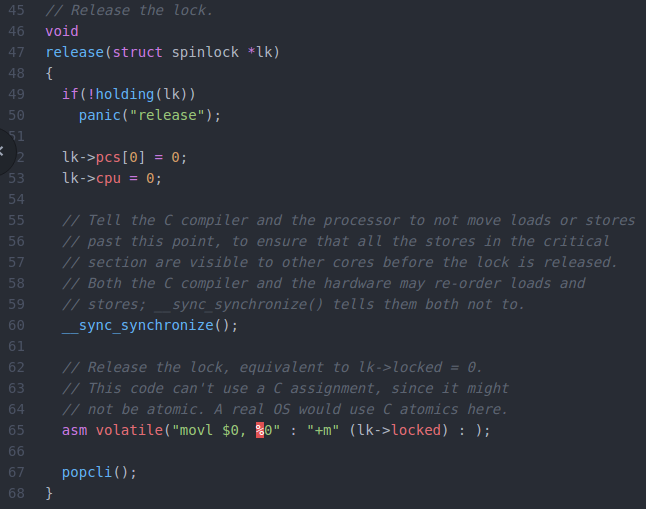 45 // Release the lock.
46 void
47 release(struct spinlock *lk)
48 {
49   if(!holding(lk))
50     panic("release");
51
52   lk->pcs[0] = 0;
53   lk->cpu = 0;
54
55   // Tell the C compiler and the processor to not move loads or stores
56   // past this point, to ensure that all the stores in the critical
57   // section are visible to other cores before the lock is released.
58   // Both the C compiler and the hardware may re-order loads and
59   // stores; __sync_synchronize() tells them both not to.
60   __sync_synchronize();
61
62   // Release the lock, equivalent to lk->locked = 0.
63   // This code can't use a C assignment, since it might
64   // not be atomic. A real OS would use C atomics here.
65   asm volatile("movl $0, %0" : "+m" (lk->locked) : );
66
67   popcli();
68 }